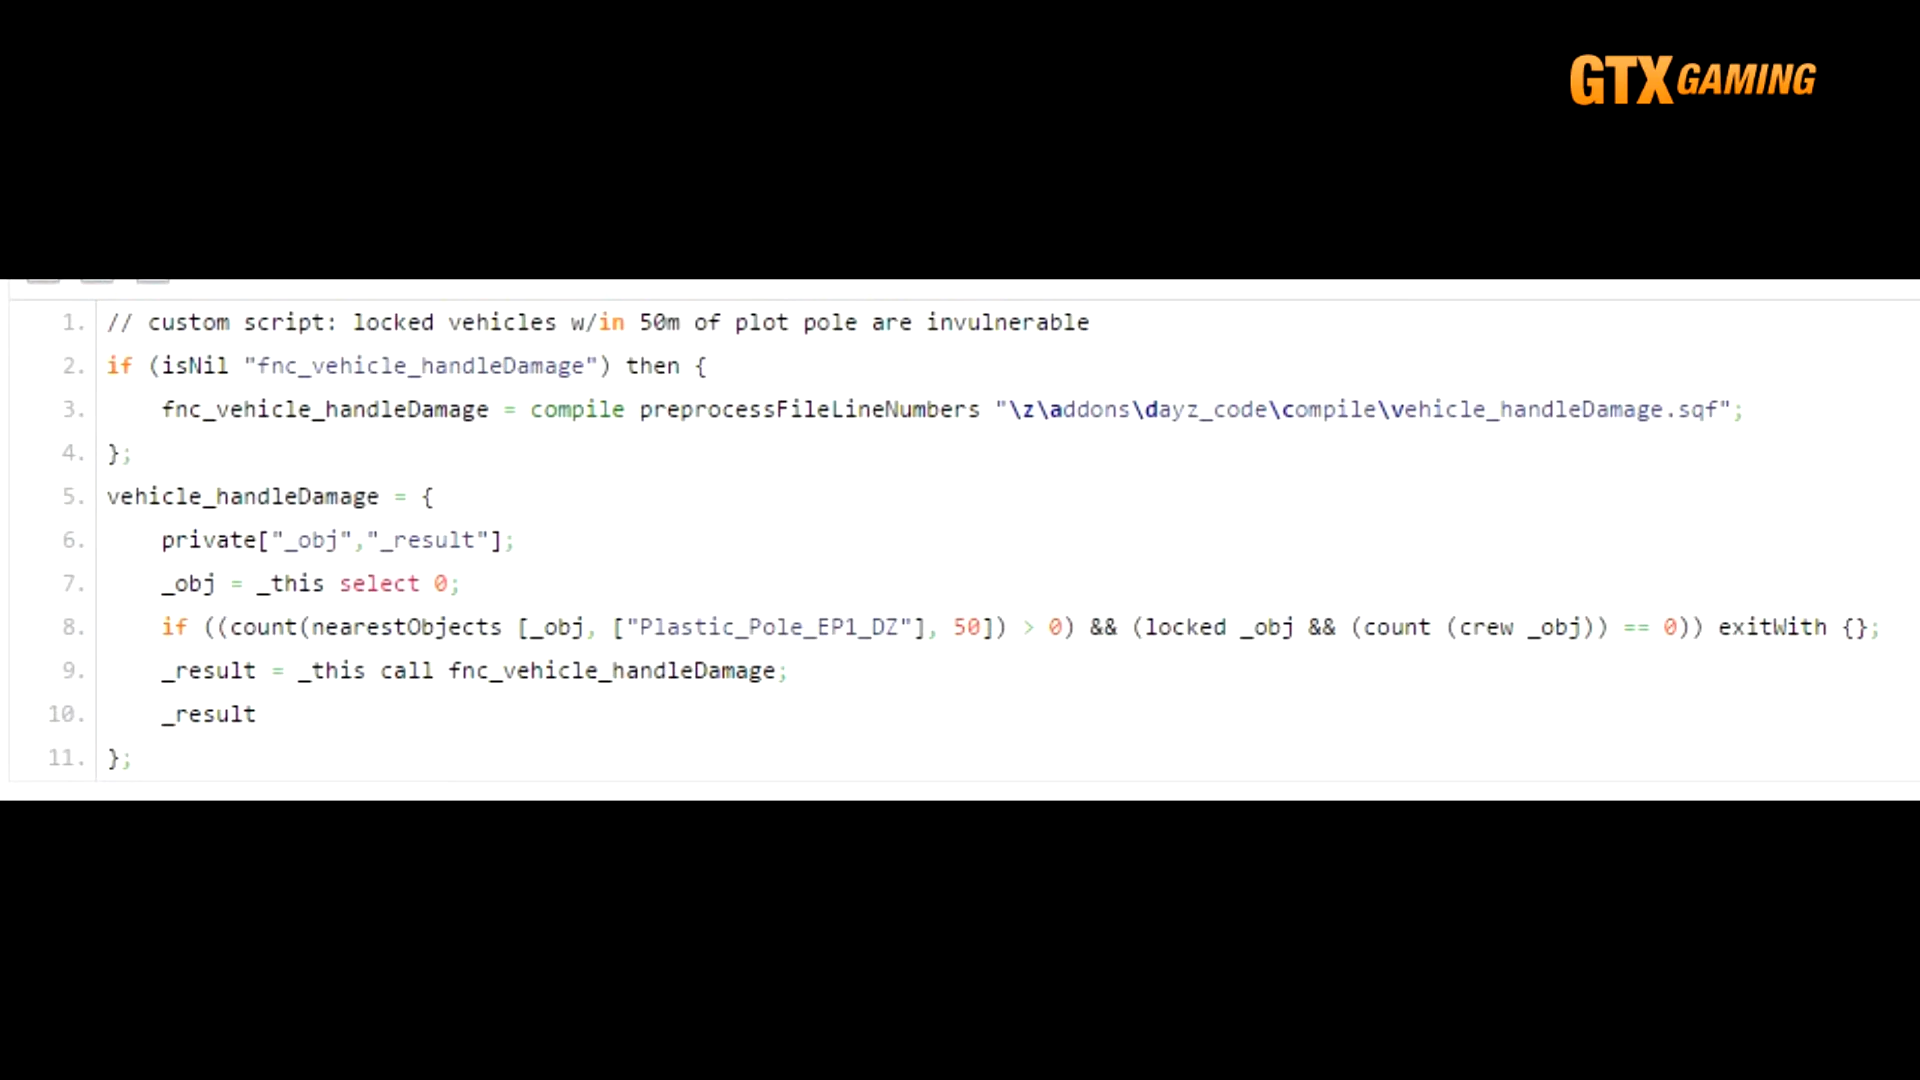 GTX GAMING
1. // custom script: locked vehicles w/in 50m of plot pole are invulnerable
2. if (isNil "fnc_vehicle_handleDamage") then {
3.     fnc_vehicle_handleDamage = compile preprocessFileLineNumbers "\z\addons\dayz_code\compile\vehicle_handleDamage.sqf";
4. };
5. vehicle_handleDamage = {
6.     private["_obj","_result"];
7.     _obj = _this select 0;
8.     if ((count(nearestObjects [_obj, ["Plastic_Pole_EP1_DZ"], 50]) > 0) && (locked _obj && (count (crew _obj)) == 0)) exitWith {};
9.     _result = _this call fnc_vehicle_handleDamage;
10.     _result
11. };